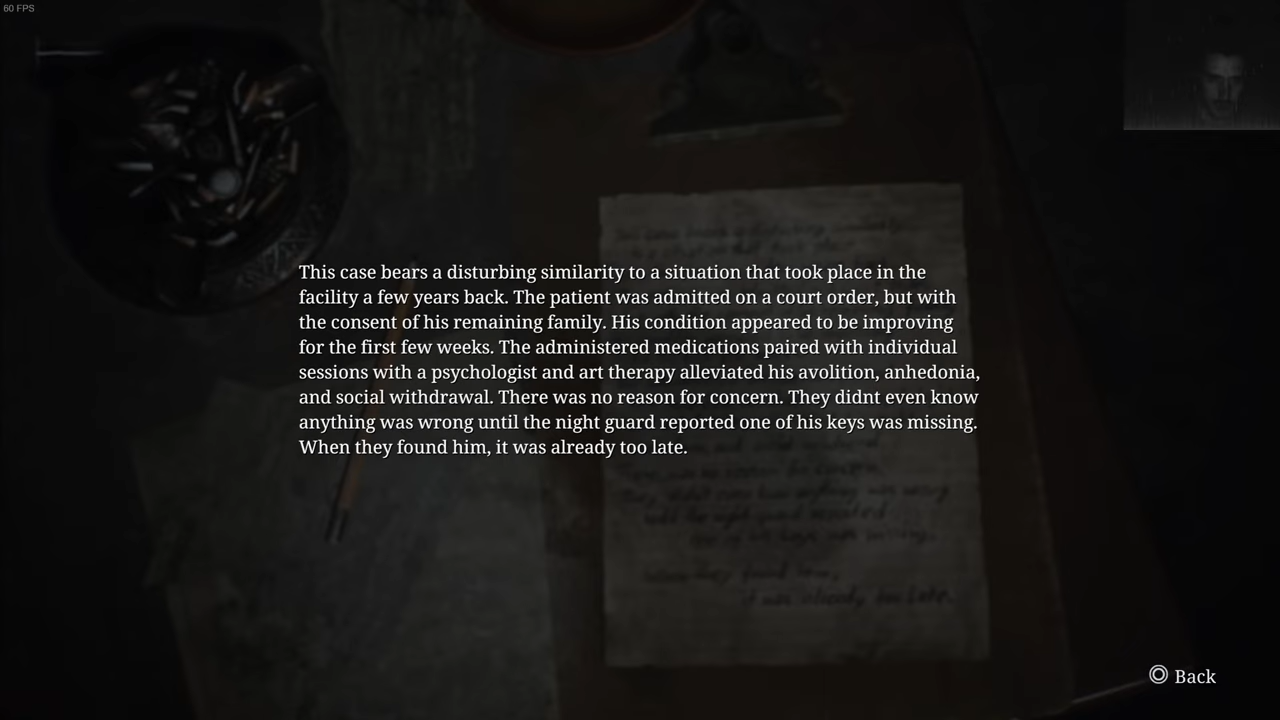 60 FPS
This case bears a disturbing similarity to a situation that took place in the
facility a few years back. The patient was admitted on a court order, but with
the consent of his remaining family. His condition appeared to be improving
for the first few weeks. The administered medications paired with individual
sessions with a psychologist and art therapy alleviated his avolition, anhedonia,
and social withdrawal. There was no reason for concern. They didnt even know
anything was wrong until the night guard reported one of his keys was missing.
When they found him, it was already too late.
Back